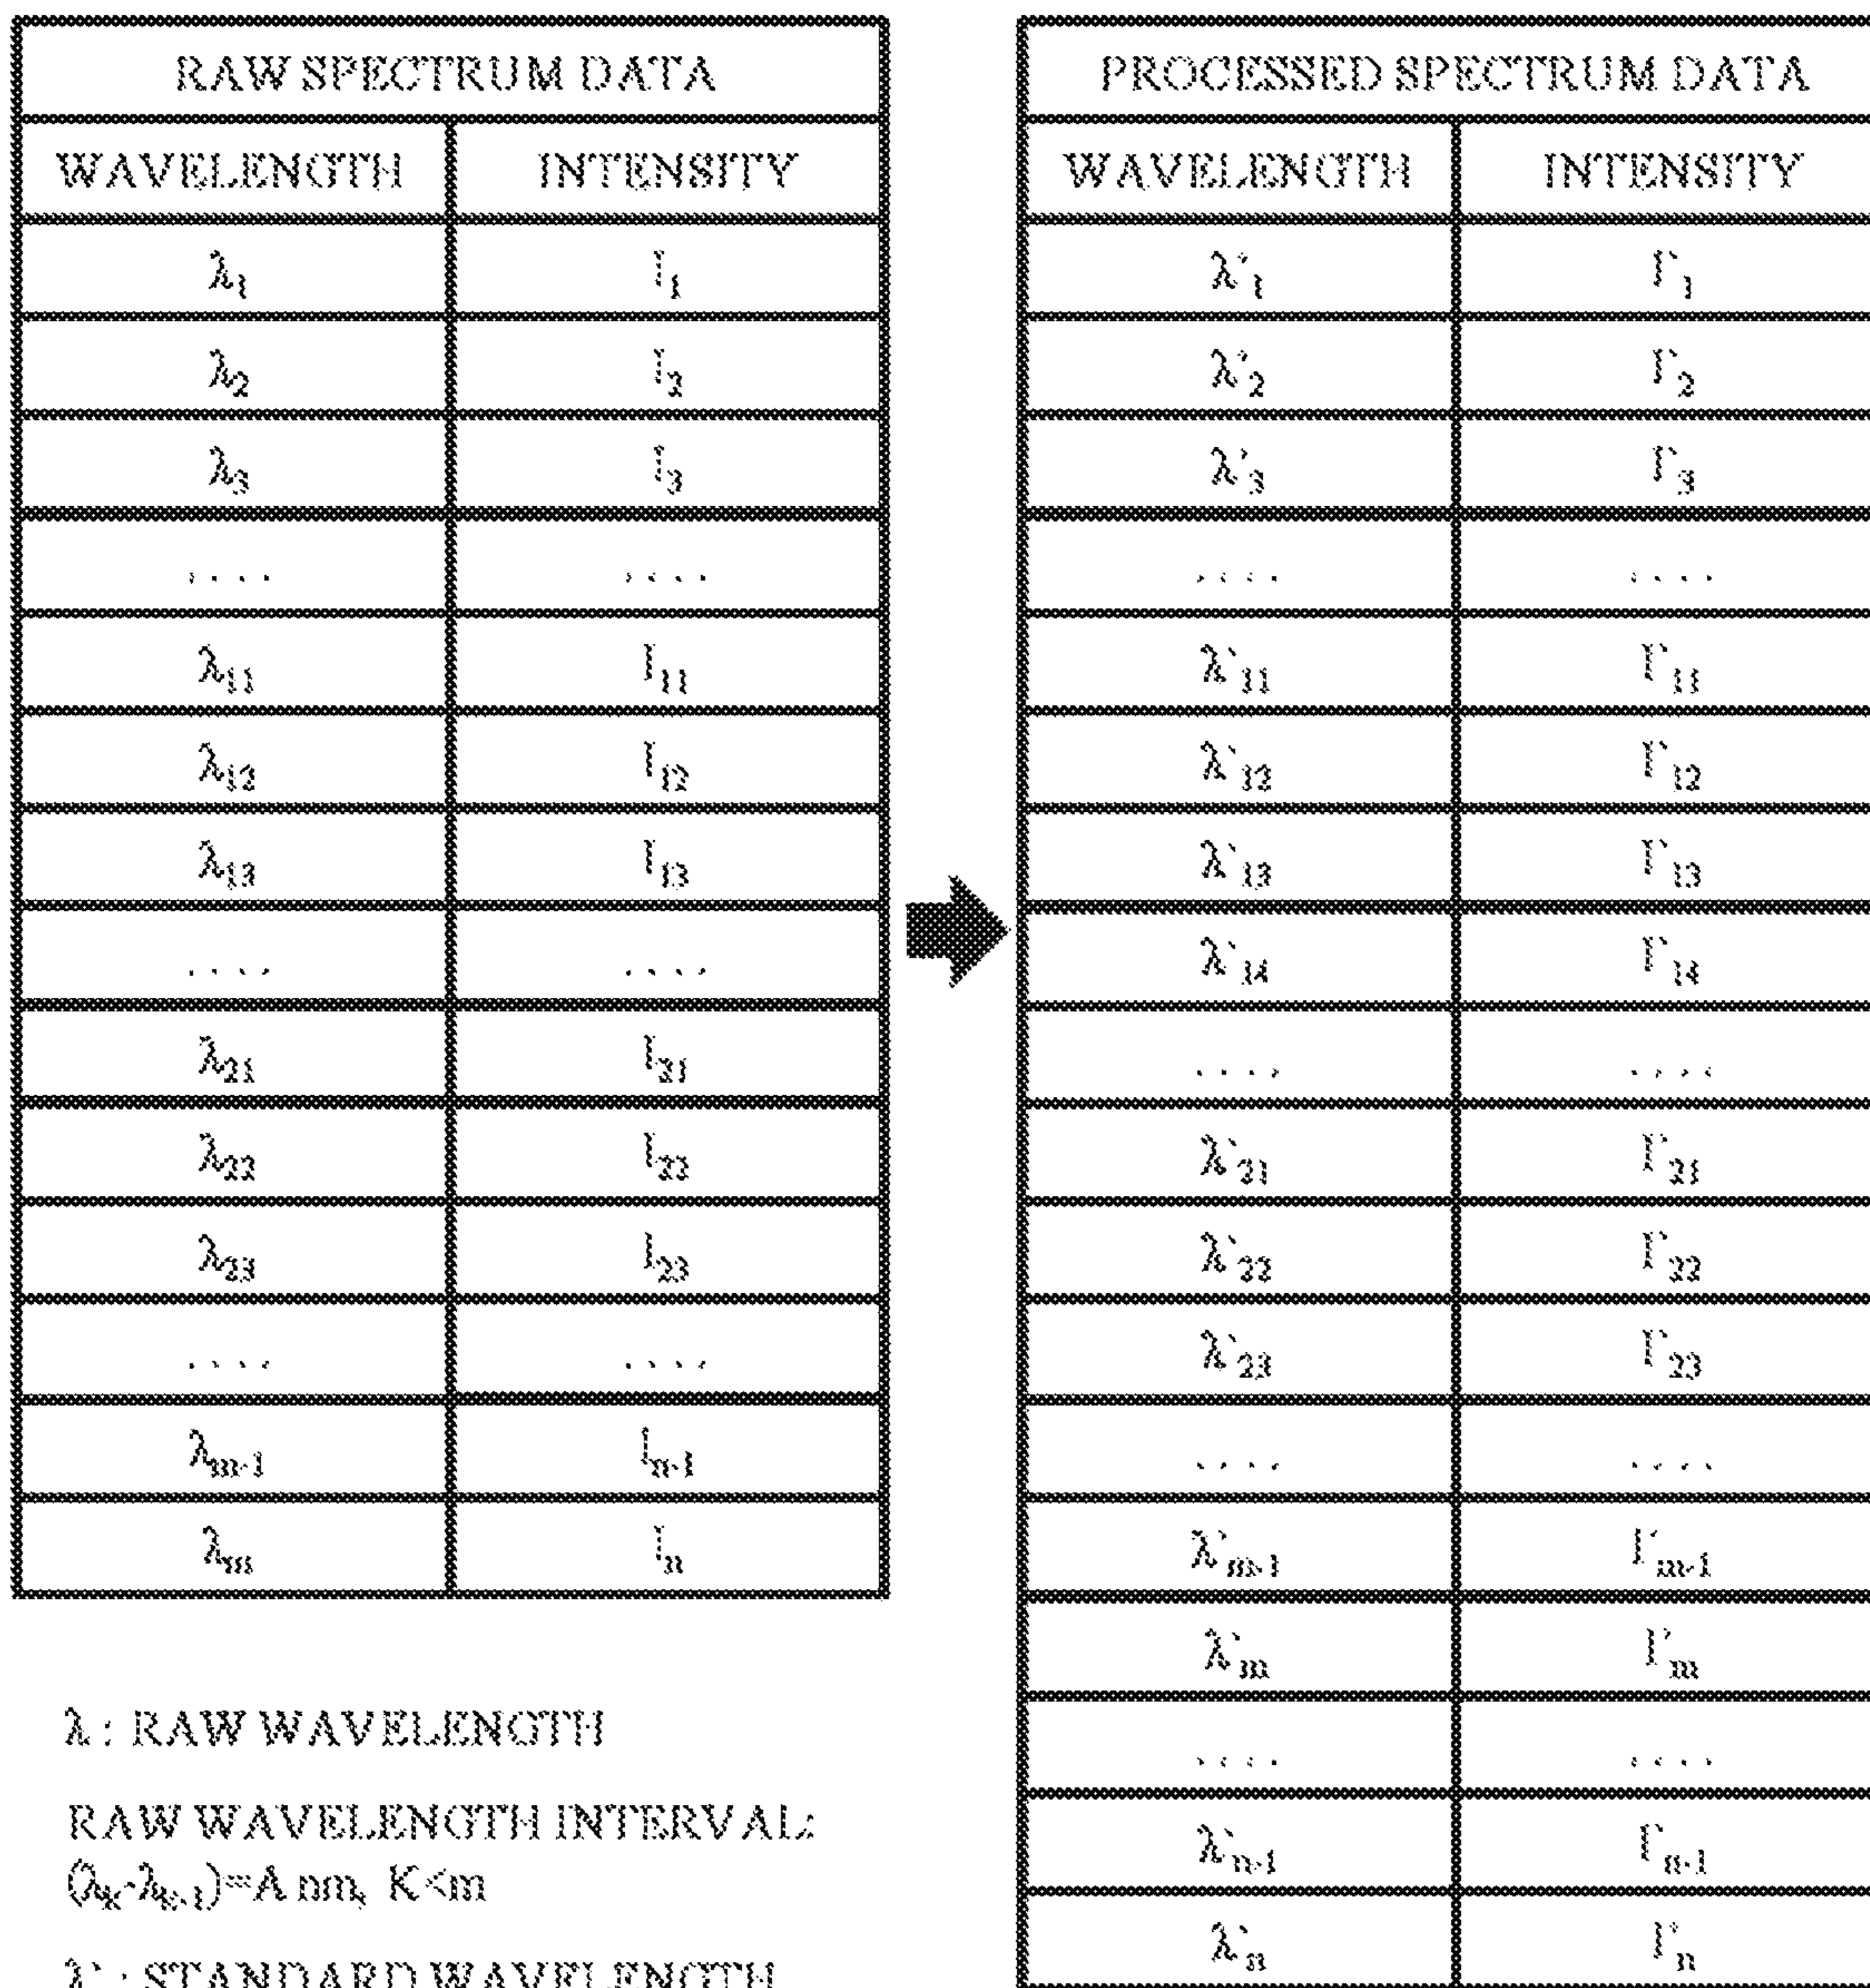 RAW SPECTRUM DATA
WAVELENGTH INTENSITY
λ₁ I₁
λ₂ I₂
λ₃ I₃
.... ....
λ₁₁ I₁₁
λ₁₂ I₁₂
λ₁₃ I₁₃
.... ....
λ₂₁ I₂₁
λ₂₂ I₂₂
λ₂₃ I₂₃
.... ....
λm-1 In-1
λm In
λ : RAW WAVELENGTH
RAW WAVELENGTH INTERVAL:
(λK-λK-1)=A nm, K<m
λ' : STANDARD WAVELENGTH
PROCESSED SPECTRUM DATA
WAVELENGTH INTENSITY
λ'₁ I'₁
λ'₂ I'₂
λ'₃ I'₃
.... ....
λ'₁₁ I'₁₁
λ'₁₂ I'₁₂
λ'₁₃ I'₁₃
λ'₁₄ I'₁₄
.... ....
λ'₂₁ I'₂₁
λ'₂₂ I'₂₂
λ'₂₃ I'₂₃
.... ....
λ'm-1 I'm-1
λ'm I'm
.... ....
λ'n-1 I'n-1
λ'n I'n